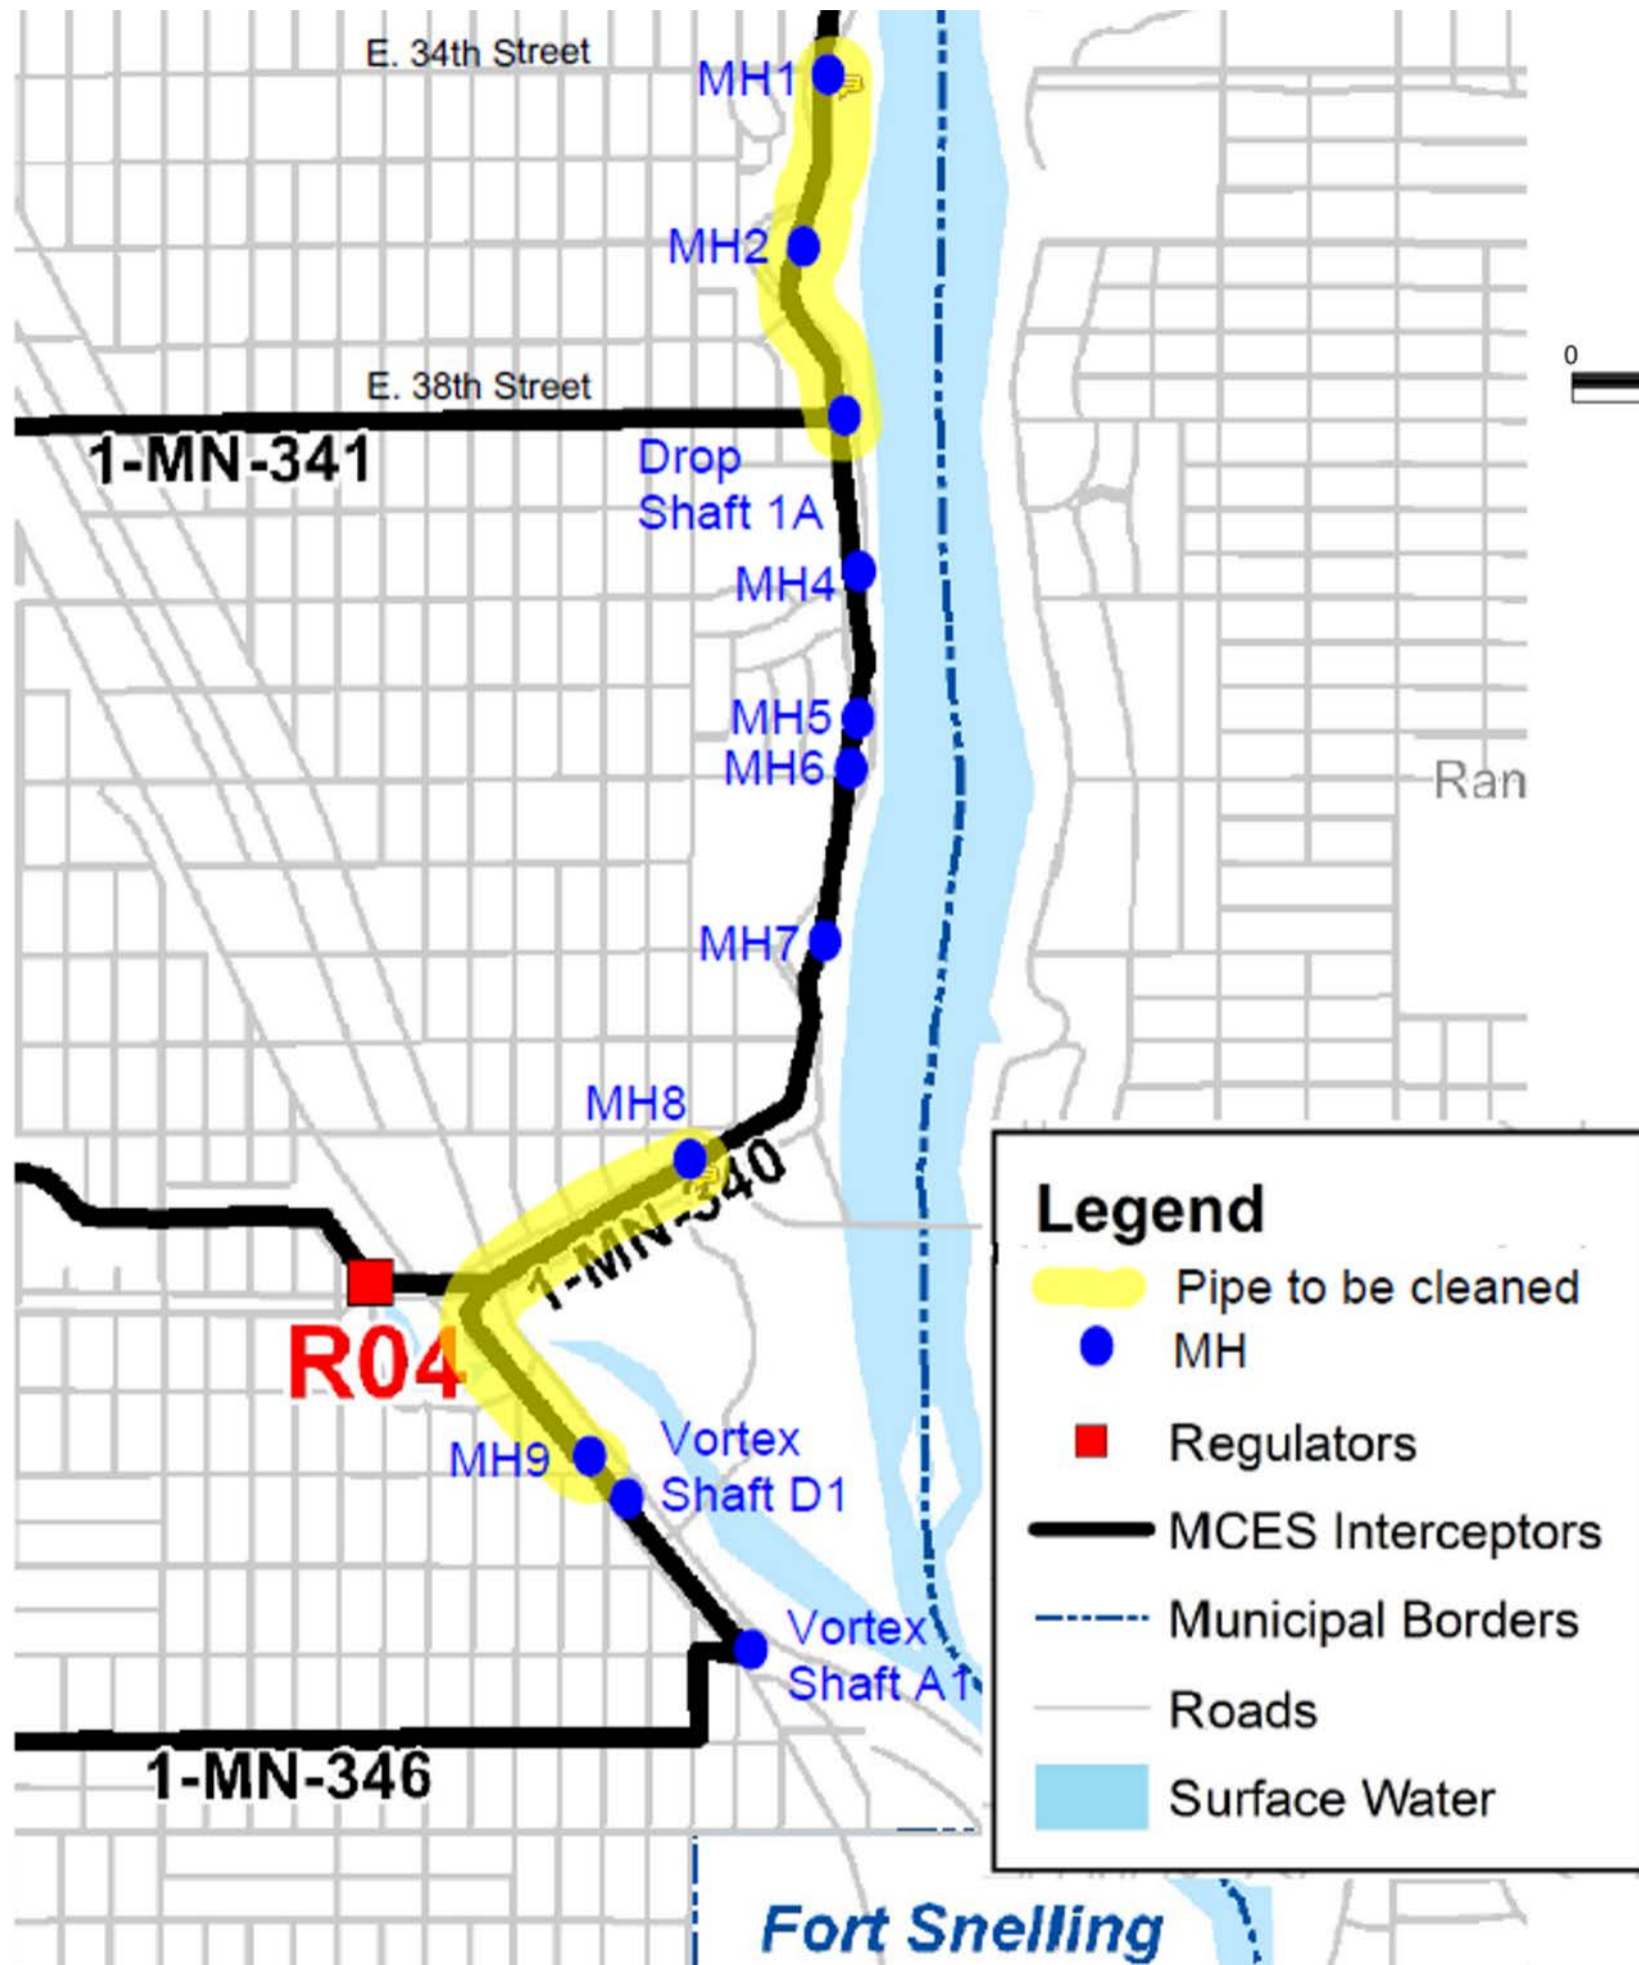 E. 34th Street
MH1
MH2
0
E. 38th Street
1-MN-341
Drop
Shaft 1A
MH4
MH5
MH6
Ran
MH7
MH8
1-MN-340
R04
MH9
Vortex
Shaft D1
Vortex
Shaft A1
1-MN-346
Legend
Pipe to be cleaned
MH
Regulators
MCES Interceptors
Municipal Borders
Roads
Surface Water
Fort Snelling